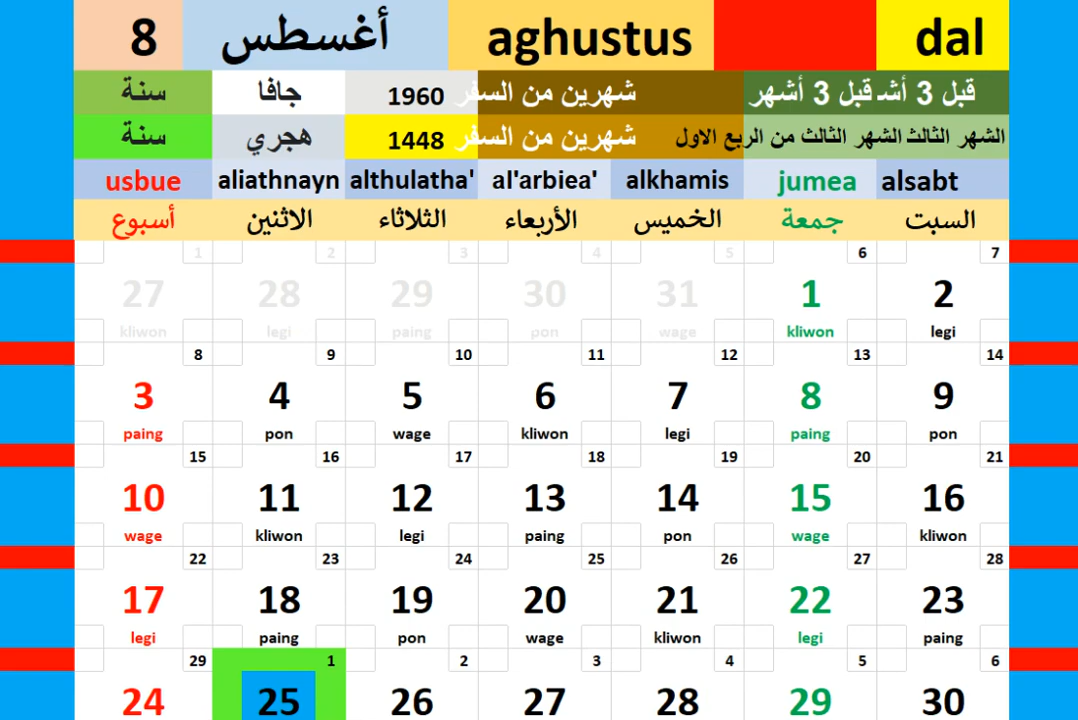 8 أغسطس aghustus dal
سنة جافا 1960 شهرين من السفر قبل 3 أشـ قبل 3 أشهر
سنة هجري 1448 شهرين من السفر الشهر الثالث الشهر الثالث من الربع الاول
usbue aliathnayn althulatha' al'arbiea' alkhamis jumea alsabt
أسبوع الاثنين الثلاثاء الأربعاء الخميس جمعة السبت
1 2 3 4 5 6 7
27 28 29 30 31 1 2
kliwon legi paing pon wage kliwon legi
8 9 10 11 12 13 14
3 4 5 6 7 8 9
paing pon wage kliwon legi paing pon
15 16 17 18 19 20 21
10 11 12 13 14 15 16
wage kliwon legi paing pon wage kliwon
22 23 24 25 26 27 28
17 18 19 20 21 22 23
legi paing pon wage kliwon legi paing
29 1 2 3 4 5 6
24 25 26 27 28 29 30